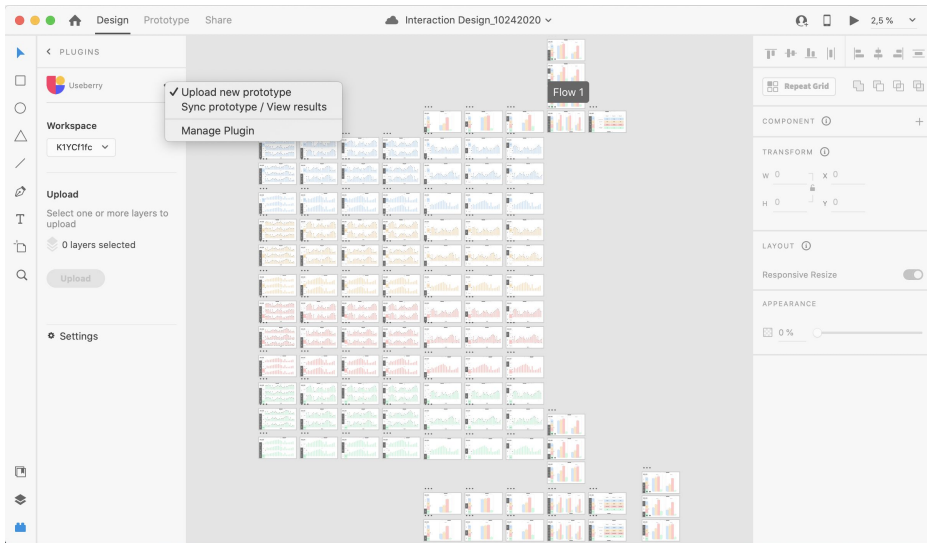 Design Prototype Share
Interaction Design_10242020
2,5 %
PLUGINS
Useberry
Upload new prototype
Sync prototype / View results
Manage Plugin
Workspace
K1YCf1fc
Upload
Select one or more layers to
upload
0 layers selected
Upload
Settings
Flow 1
Repeat Grid
COMPONENT
TRANSFORM
W 0 X 0
H 0 Y 0
LAYOUT
Responsive Resize
APPEARANCE
0 %